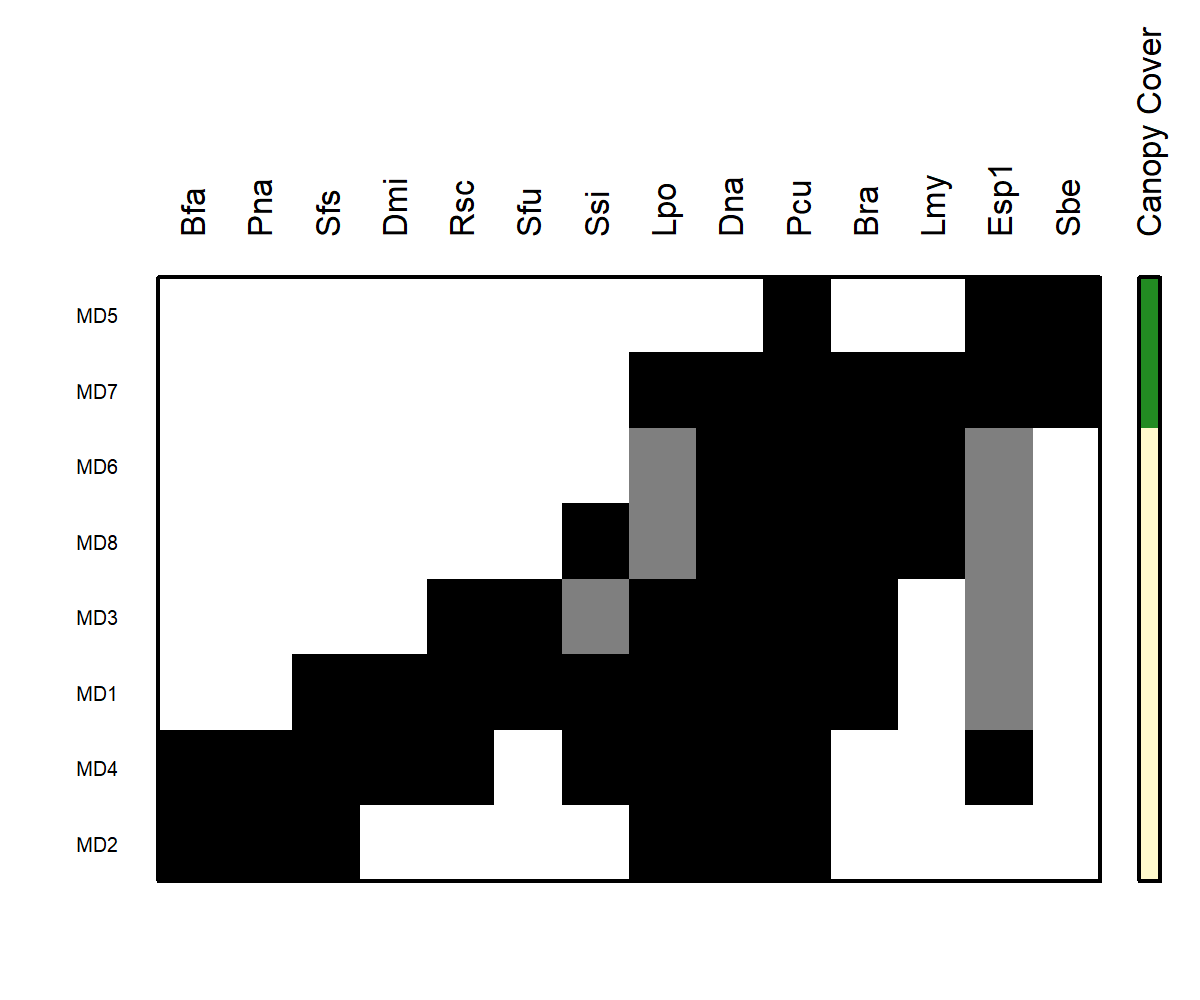 Bfa Pna Sfs Dmi Rsc Sfu Ssi Lpo Dna Pcu Bra Lmy Esp1 Sbe Canopy Cover
MD5
MD7
MD6
MD8
MD3
MD1
MD4
MD2